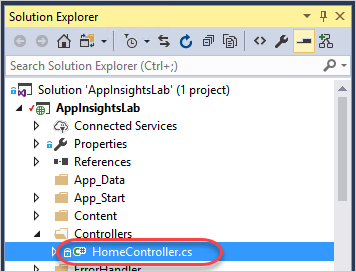 Solution Explorer
Search Solution Explorer (Ctrl+;)
Solution 'AppInsightsLab' (1 project)
AppInsightsLab
Connected Services
Properties
References
App_Data
App_Start
Content
Controllers
HomeController.cs
ErrorHandler